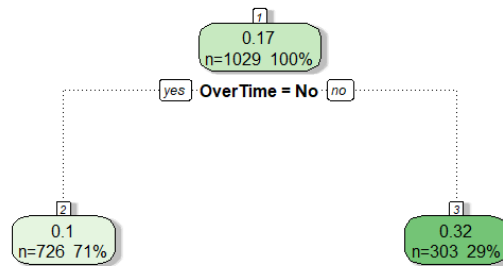 1
0.17
n=1029 100%
yes OverTime = No no
2
0.1
n=726 71%
3
0.32
n=303 29%